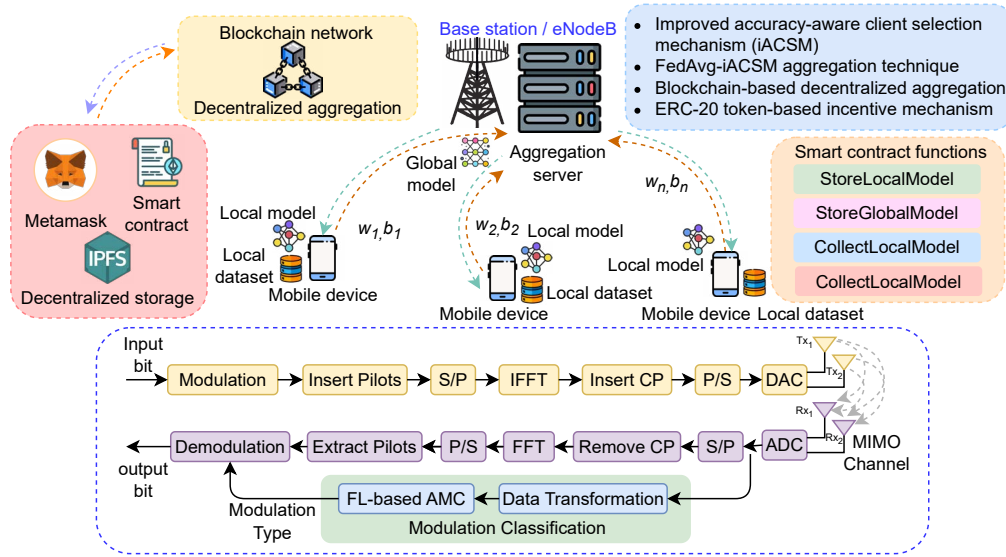 Blockchain network
Decentralized aggregation
Base station / eNodeB
• Improved accuracy-aware client selection
mechanism (iACSM)
• FedAvg-iACSM aggregation technique
• Blockchain-based decentralized aggregation
• ERC-20 token-based incentive mechanism
Metamask
Smart
contract
IPFS
Decentralized storage
Global
model
Aggregation
server
Smart contract functions
StoreLocalModel
StoreGlobalModel
CollectLocalModel
CollectLocalModel
w1,b1
w2,b2
wn,bn
Local model
Local
dataset
Mobile device
Local model
Local dataset
Mobile device
Local model
Mobile device
Local dataset
Input
bit
Modulation
Insert Pilots
S/P
IFFT
Insert CP
P/S
DAC
Tx1
Tx2
Rx1
Rx2
MIMO
Channel
Demodulation
Extract Pilots
P/S
FFT
Remove CP
S/P
ADC
output
bit
Modulation
Type
FL-based AMC
Data Transformation
Modulation Classification